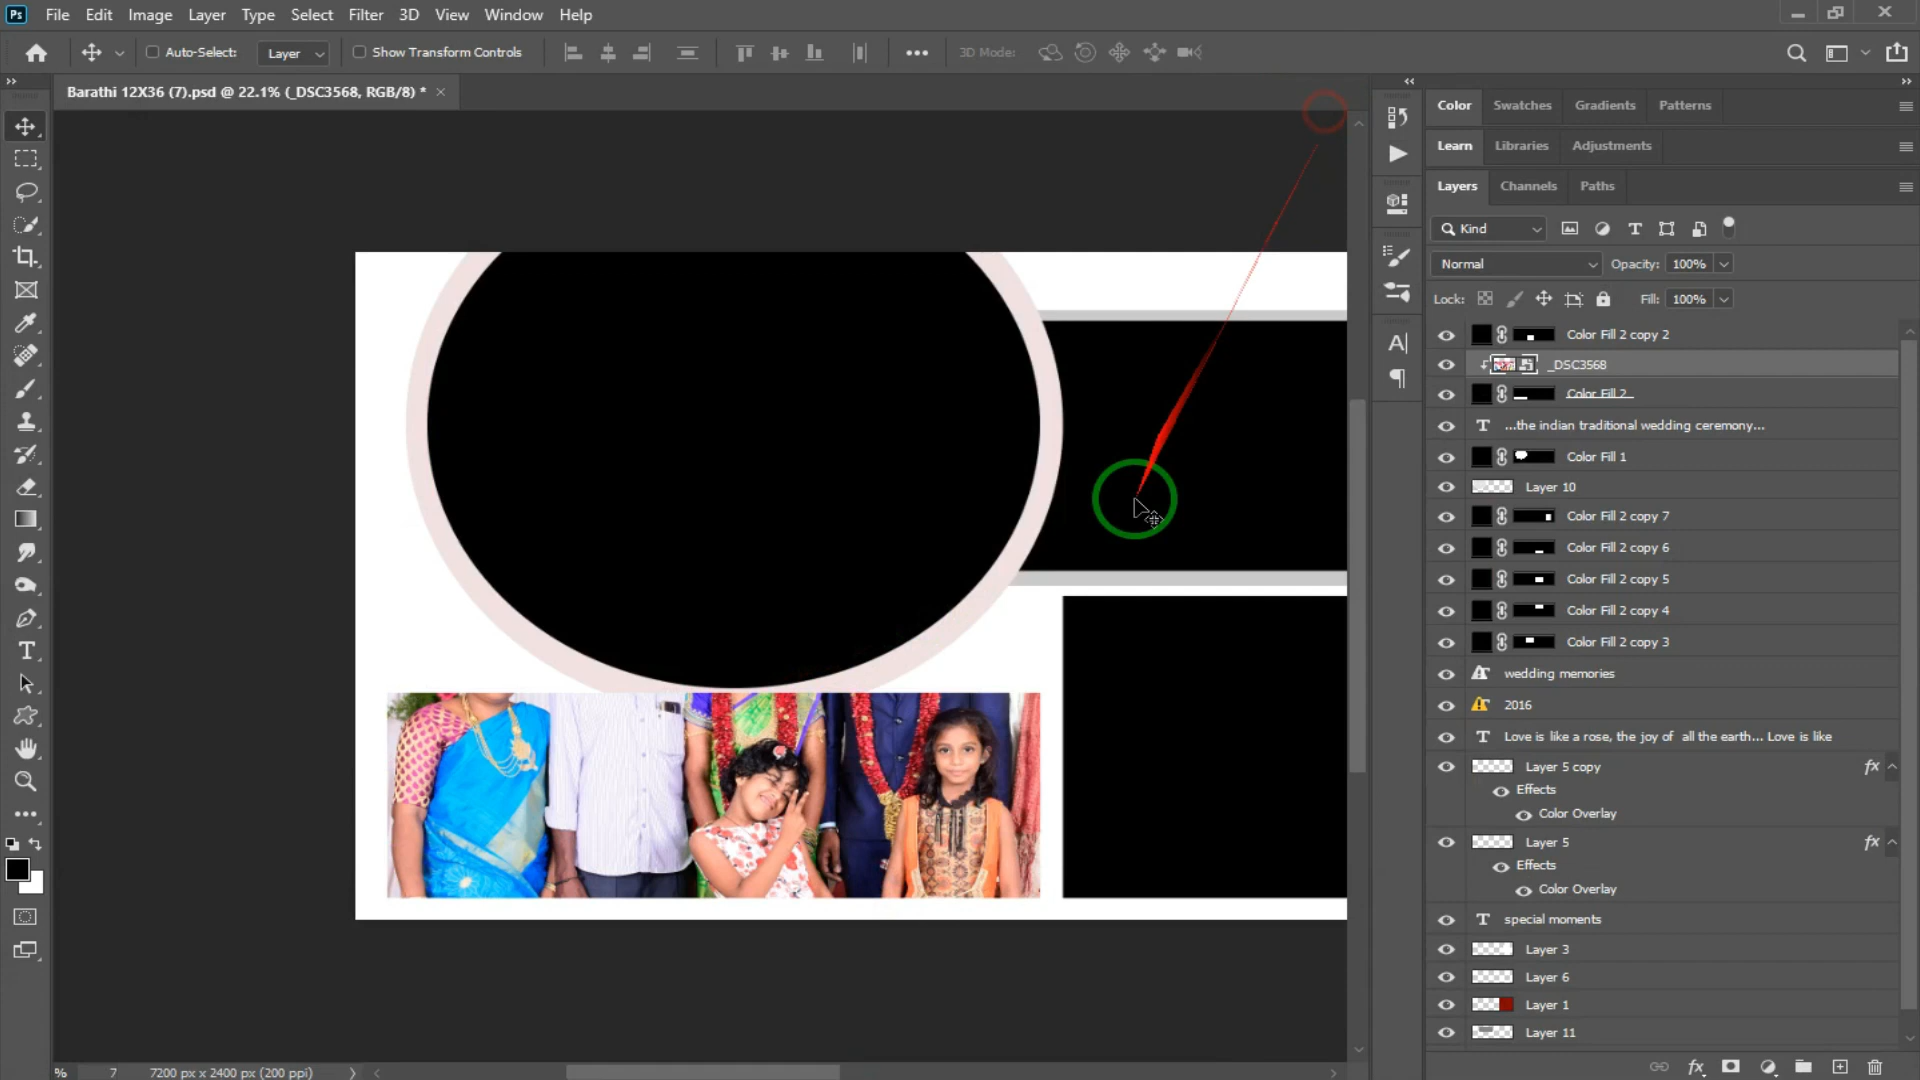 Ps File Edit Image Layer Type Select Filter 3D View Window Help
Auto-Select: Layer Show Transform Controls 3D Mode:
Barathi 12X36 (7).psd @ 22.1% (_DSC3568, RGB/8) *
Color Swatches Gradients Patterns
Learn Libraries Adjustments
Layers Channels Paths
Kind
Normal Opacity: 100%
Lock: Fill: 100%
Color Fill 2 copy 2
_DSC3568
Color Fill 2
...the indian traditional wedding ceremony...
Color Fill 1
Layer 10
Color Fill 2 copy 7
Color Fill 2 copy 6
Color Fill 2 copy 5
Color Fill 2 copy 4
Color Fill 2 copy 3
wedding memories
2016
Love is like a rose, the joy of all the earth... Love is like
Layer 5 copy fx
Effects
Color Overlay
Layer 5 fx
Effects
Color Overlay
special moments
Layer 3
Layer 6
Layer 1
Layer 11
% 7 7200 px x 2400 px (200 ppi)
fx